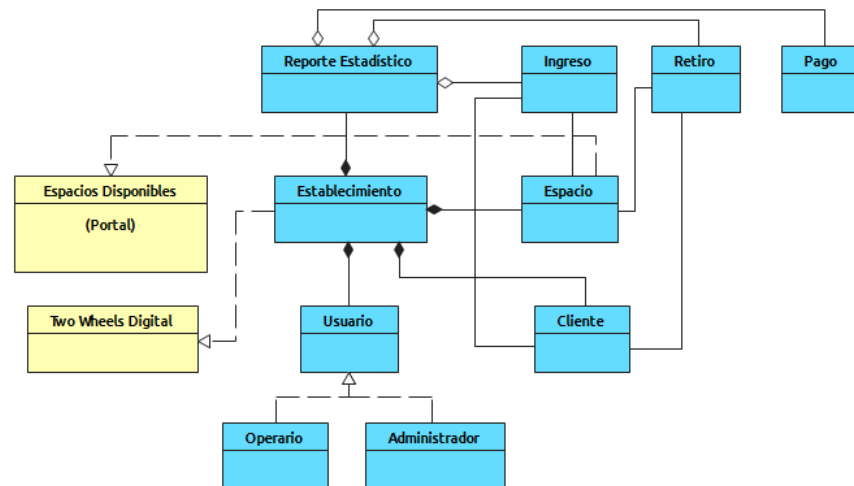 Reporte Estadístico
Ingreso
Retiro
Pago
Espacios Disponibles
(Portal)
Establecimiento
Espacio
Two Wheels Digital
Usuario
Cliente
Operario
Administrador